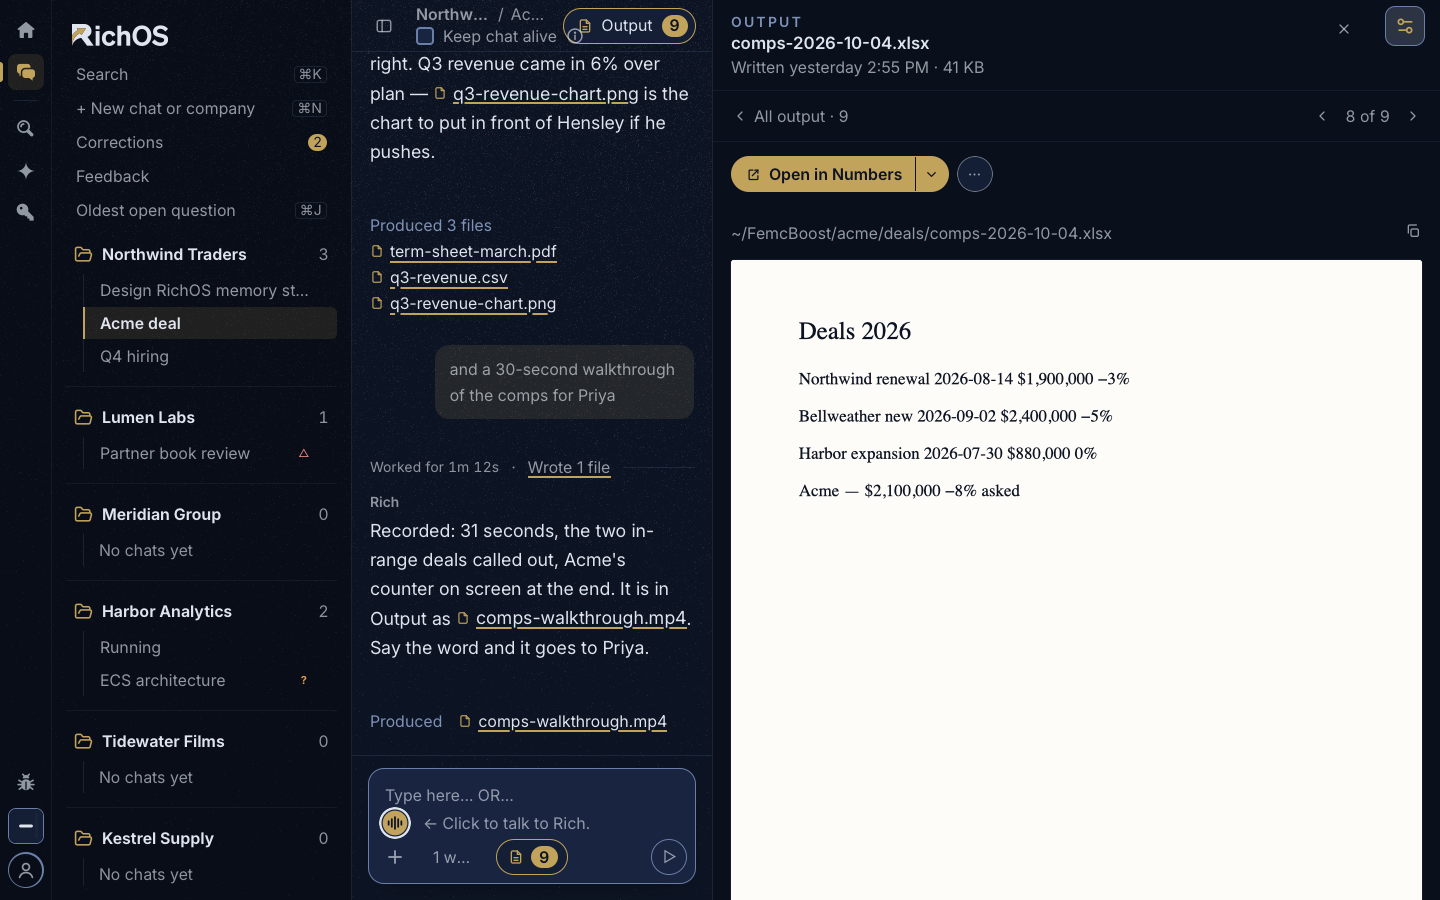 RichOS
Search ⌘K
+ New chat or company ⌘N
Corrections 2
Feedback
Oldest open question ⌘J
Northwind Traders 3
Design RichOS memory st...
Acme deal
Q4 hiring
Lumen Labs 1
Partner book review
Meridian Group 0
No chats yet
Harbor Analytics 2
Running
ECS architecture ?
Tidewater Films 0
No chats yet
Kestrel Supply 0
No chats yet
Northw... / Ac...
Keep chat alive
Output 9
right. Q3 revenue came in 6% over
plan — q3-revenue-chart.png is the
chart to put in front of Hensley if he
pushes.
Produced 3 files
term-sheet-march.pdf
q3-revenue.csv
q3-revenue-chart.png
and a 30-second walkthrough
of the comps for Priya
Worked for 1m 12s · Wrote 1 file
Rich
Recorded: 31 seconds, the two in-
range deals called out, Acme's
counter on screen at the end. It is in
Output as comps-walkthrough.mp4.
Say the word and it goes to Priya.
Produced comps-walkthrough.mp4
Type here... OR...
← Click to talk to Rich.
1 w...
9
OUTPUT
comps-2026-10-04.xlsx
Written yesterday 2:55 PM · 41 KB
All output · 9
8 of 9
Open in Numbers
~/FemcBoost/acme/deals/comps-2026-10-04.xlsx
Deals 2026
Northwind renewal 2026-08-14 $1,900,000 −3%
Bellweather new 2026-09-02 $2,400,000 −5%
Harbor expansion 2026-07-30 $880,000 0%
Acme — $2,100,000 −8% asked